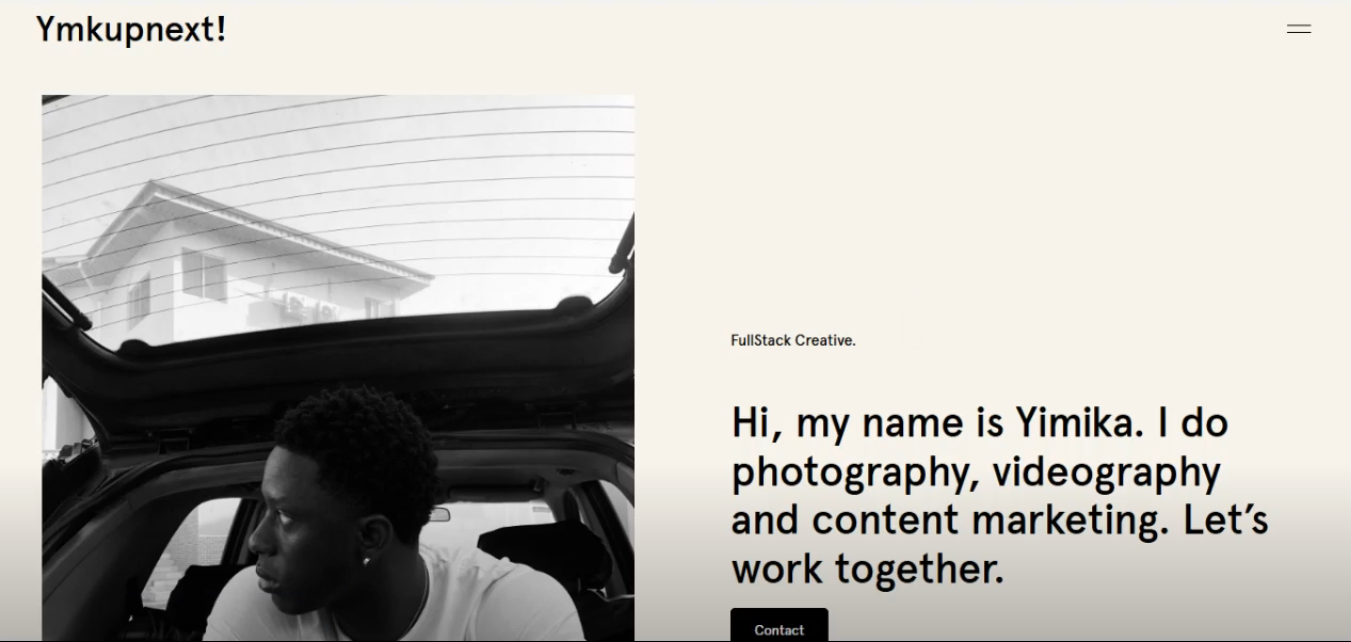 Ymkupnext!
FullStack Creative.
Hi, my name is Yimika. I do
photography, videography
and content marketing. Let’s
work together.
Contact